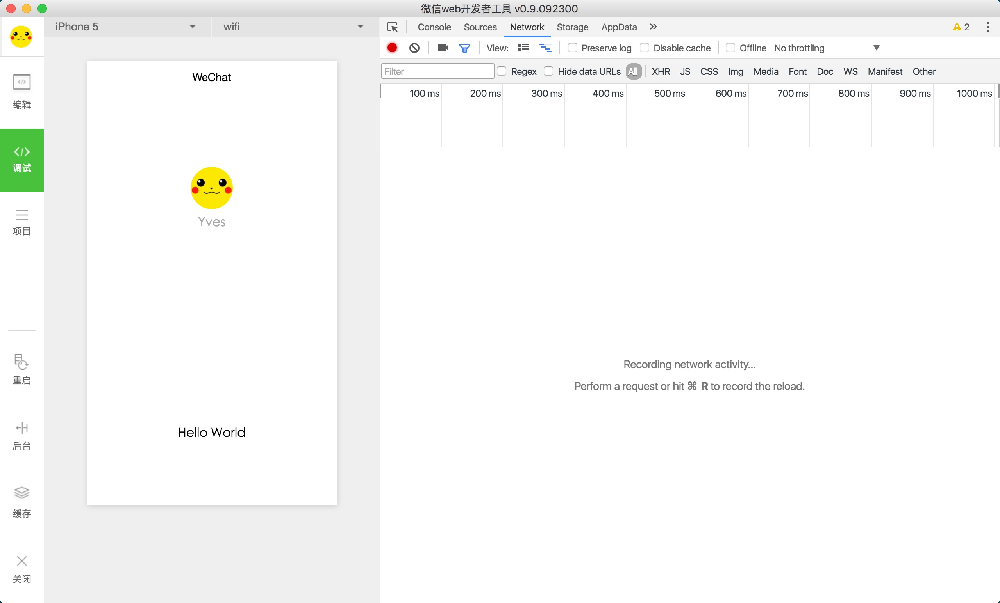 微信web开发者工具 v0.9.092300
iPhone 5
wifi
Console Sources Network Storage AppData
2
View:
Preserve log
Disable cache
Offline
No throttling
Filter
Regex
Hide data URLs
All XHR JS CSS Img Media Font Doc WS Manifest Other
100 ms 200 ms 300 ms 400 ms 500 ms 600 ms 700 ms 800 ms 900 ms 1000 ms
编辑
调试
项目
重启
后台
缓存
关闭
WeChat
Yves
Hello World
Recording network activity...
Perform a request or hit ⌘ R to record the reload.